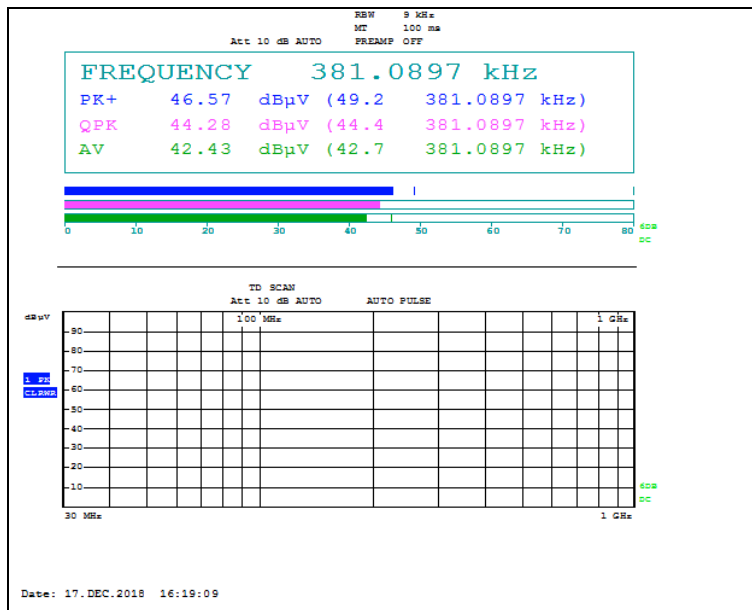 RBW 9 kHz
MT 100 ms
Att 10 dB AUTO PREAMP OFF
FREQUENCY 381.0897 kHz
PK+ 46.57 dBµV (49.2 381.0897 kHz)
QPK 44.28 dBµV (44.4 381.0897 kHz)
AV 42.43 dBµV (42.7 381.0897 kHz)
0 10 20 30 40 50 60 70 80
6DB
DC
TD SCAN
Att 10 dB AUTO AUTO PULSE
dBµV
100 MHz 1 GHz
90
80
70
1 PK
CLRWR
60
50
40
30
20
10
6DB
DC
30 MHz 1 GHz
Date: 17.DEC.2018 16:19:09